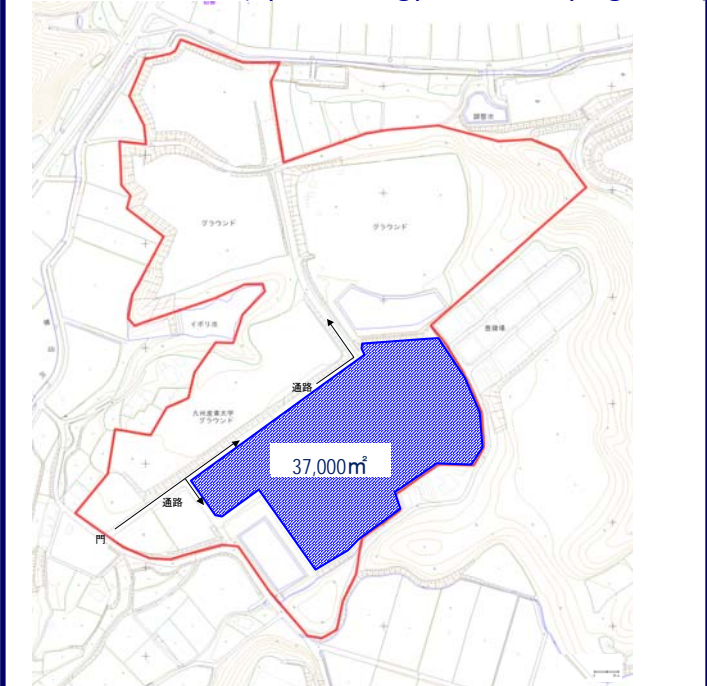 調整池
グラウンド
グラウンド
イボリ池
通路
九州産業大学
グラウンド
37,000㎡
通路
門